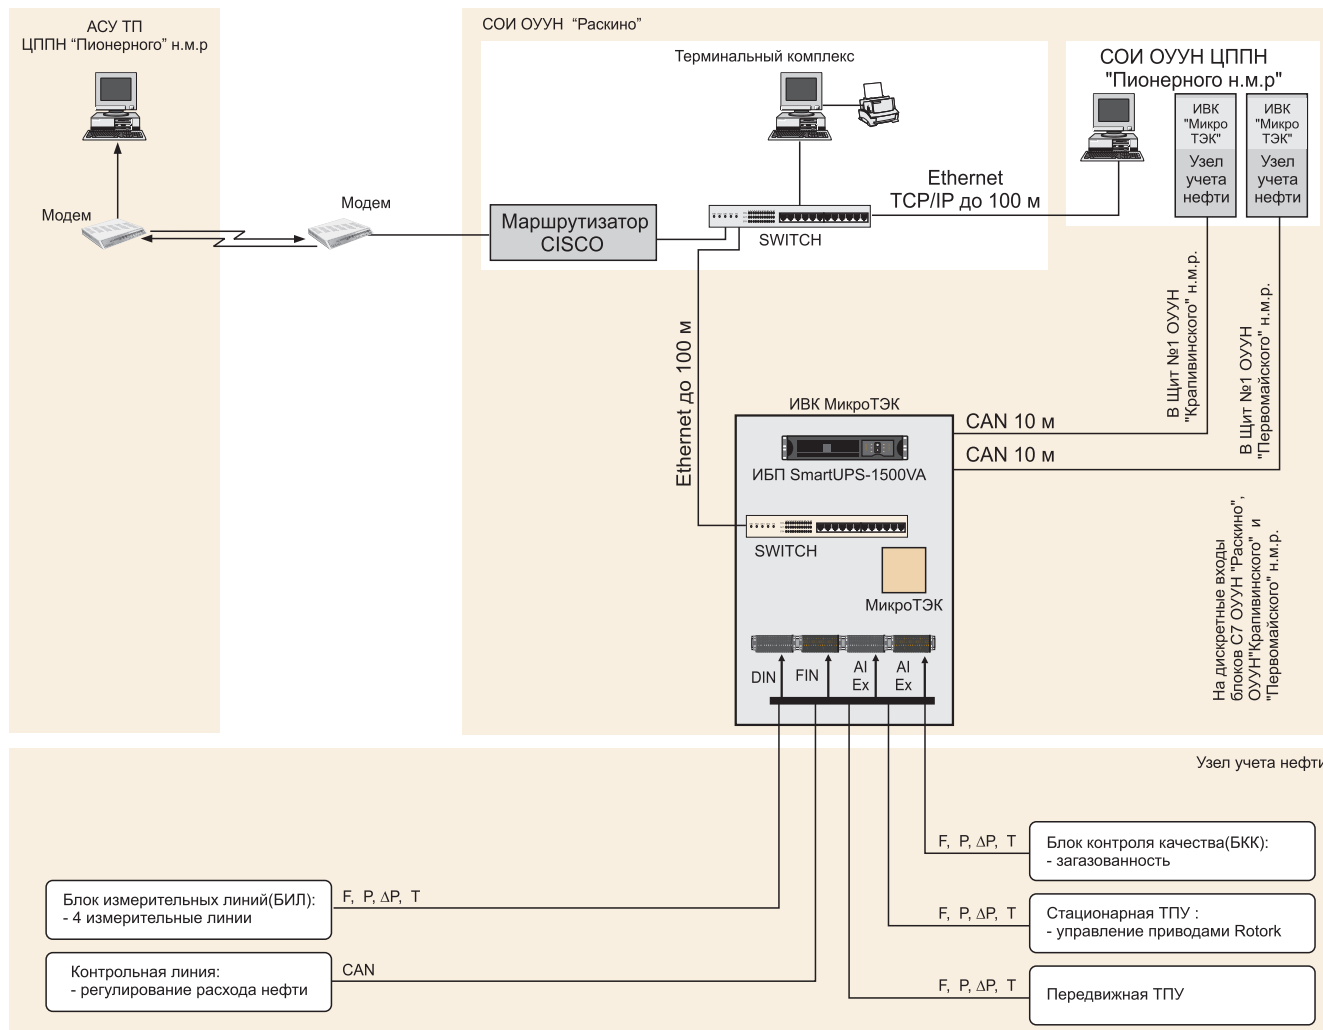 АСУ ТП
ЦППН "Пионерного" н.м.р
Модем
Модем
СОИ ОУУН "Раскино"
Терминальный комплекс
Маршрутизатор
CISCO
SWITCH
Ethernet
TCP/IP до 100 м
СОИ ОУУН ЦППН
"Пионерного н.м.р"
ИВК
"Микро
ТЭК"
Узел
учета
нефти
ИВК
"Микро
ТЭК"
Узел
учета
нефти
Ethernet до 100 м
В Щит №1 ОУУН
"Крапивинского" н.м.р.
В Щит №1 ОУУН
"Первомайского" н.м.р.
ИВК МикроТЭК
CAN 10 м
CAN 10 м
ИБП SmartUPS-1500VA
SWITCH
МикроТЭК
DIN
FIN
AI
Ex
AI
Ex
На дискретные входы
блоков С7 ОУУН "Раскино",
ОУУН"Крапивинского" и
"Первомайского" н.м.р.
Узел учета нефти
Блок измерительных линий(БИЛ):
- 4 измерительные линии
F, P, ΔP, T
Контрольная линия:
- регулирование расхода нефти
CAN
F, P, ΔP, T
Блок контроля качества(БКК):
- загазованность
F, P, ΔP, T
Стационарная ТПУ :
- управление приводами Rotork
F, P, ΔP, T
Передвижная ТПУ